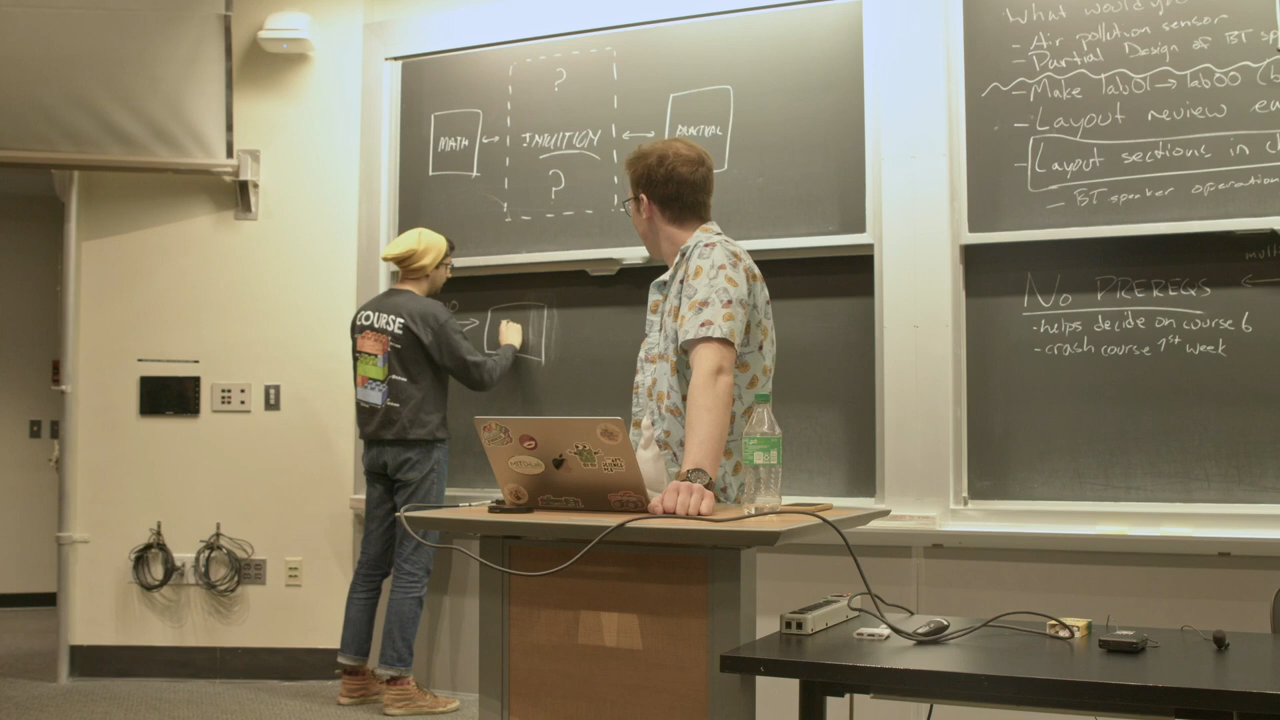 ?
MATH
INTUITION
PRACTICAL
?
What would you
- Air pollution sensor
- Partial Design of BT sp
- Make lab01 → lab00 (b
- Layout review e
- Layout sections in c
- BT speaker operation
No PREREQS
- helps decide on course 6
- crash course 1st week
COURSE